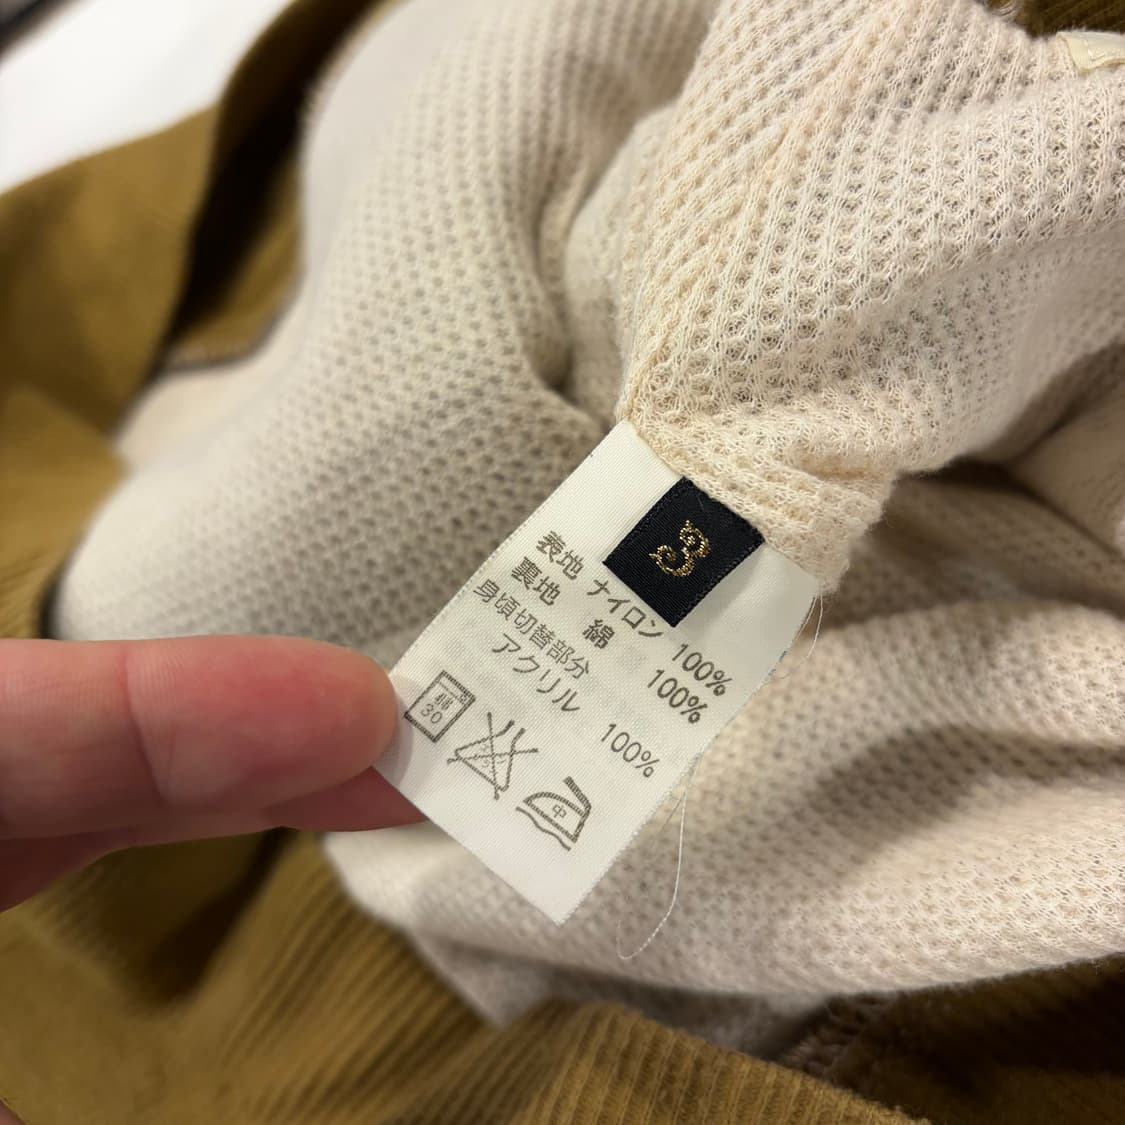 3
表地 ナイロン 100%
裏地 綿 100%
身頃切替部分
アクリル 100%
30
中